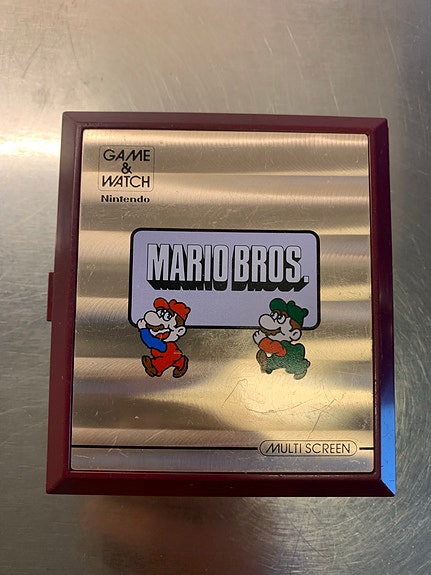 GAME
&
WATCH
Nintendo
MARIO BROS.
MULTI SCREEN